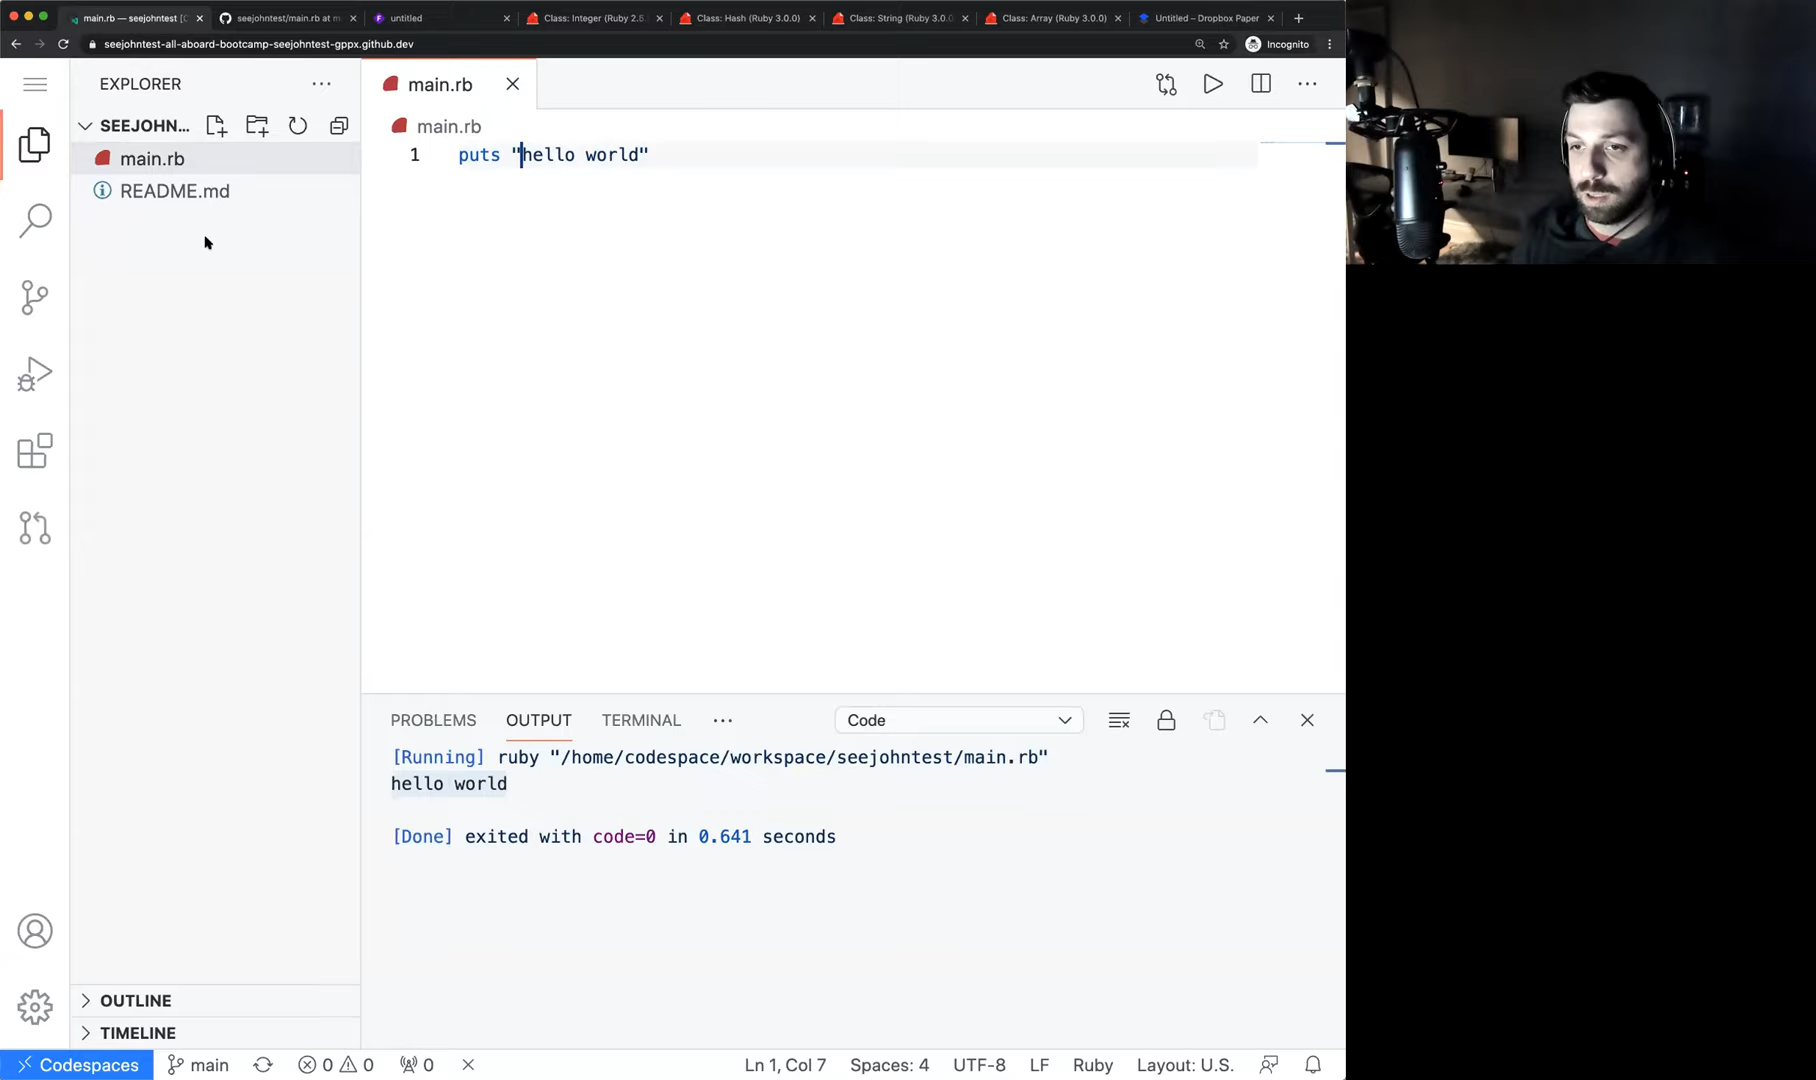 main.rb — seejohntest [C
seejohntest/main.rb at m
untitled
Class: Integer (Ruby 2.5.
Class: Hash (Ruby 3.0.0)
Class: String (Ruby 3.0.0
Class: Array (Ruby 3.0.0)
Untitled – Dropbox Paper
seejohntest-all-aboard-bootcamp-seejohntest-gppx.github.dev
Incognito
EXPLORER
SEEJOHN...
main.rb
README.md
main.rb
main.rb
1 puts "hello world"
PROBLEMS OUTPUT TERMINAL
Code
[Running] ruby "/home/codespace/workspace/seejohntest/main.rb"
hello world
[Done] exited with code=0 in 0.641 seconds
OUTLINE
TIMELINE
Codespaces main 0 0 0 Ln 1, Col 7 Spaces: 4 UTF-8 LF Ruby Layout: U.S.